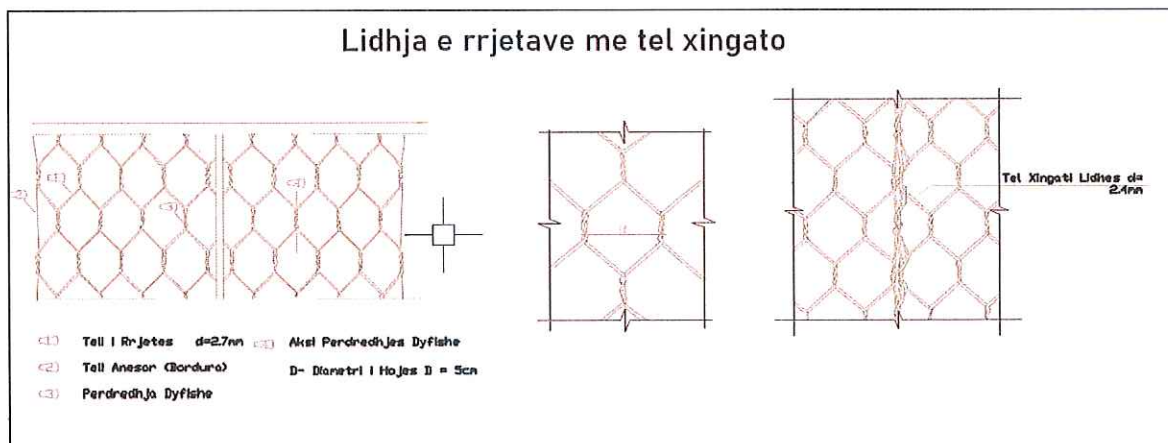 Lidhja e rrjetave me tel xingato
(1)
(2)
(3)
(4)
d
Tel Xingati Lidhes d=
2.4mm
(1) Teli i Rrjetes d=2.7mm
(4) Aksi Perdredhjes Dyfishe
(2) Teli Anesor (Bordura)
D- Diametri i Hojes D = 5cm
(3) Perdredhja Dyfishe